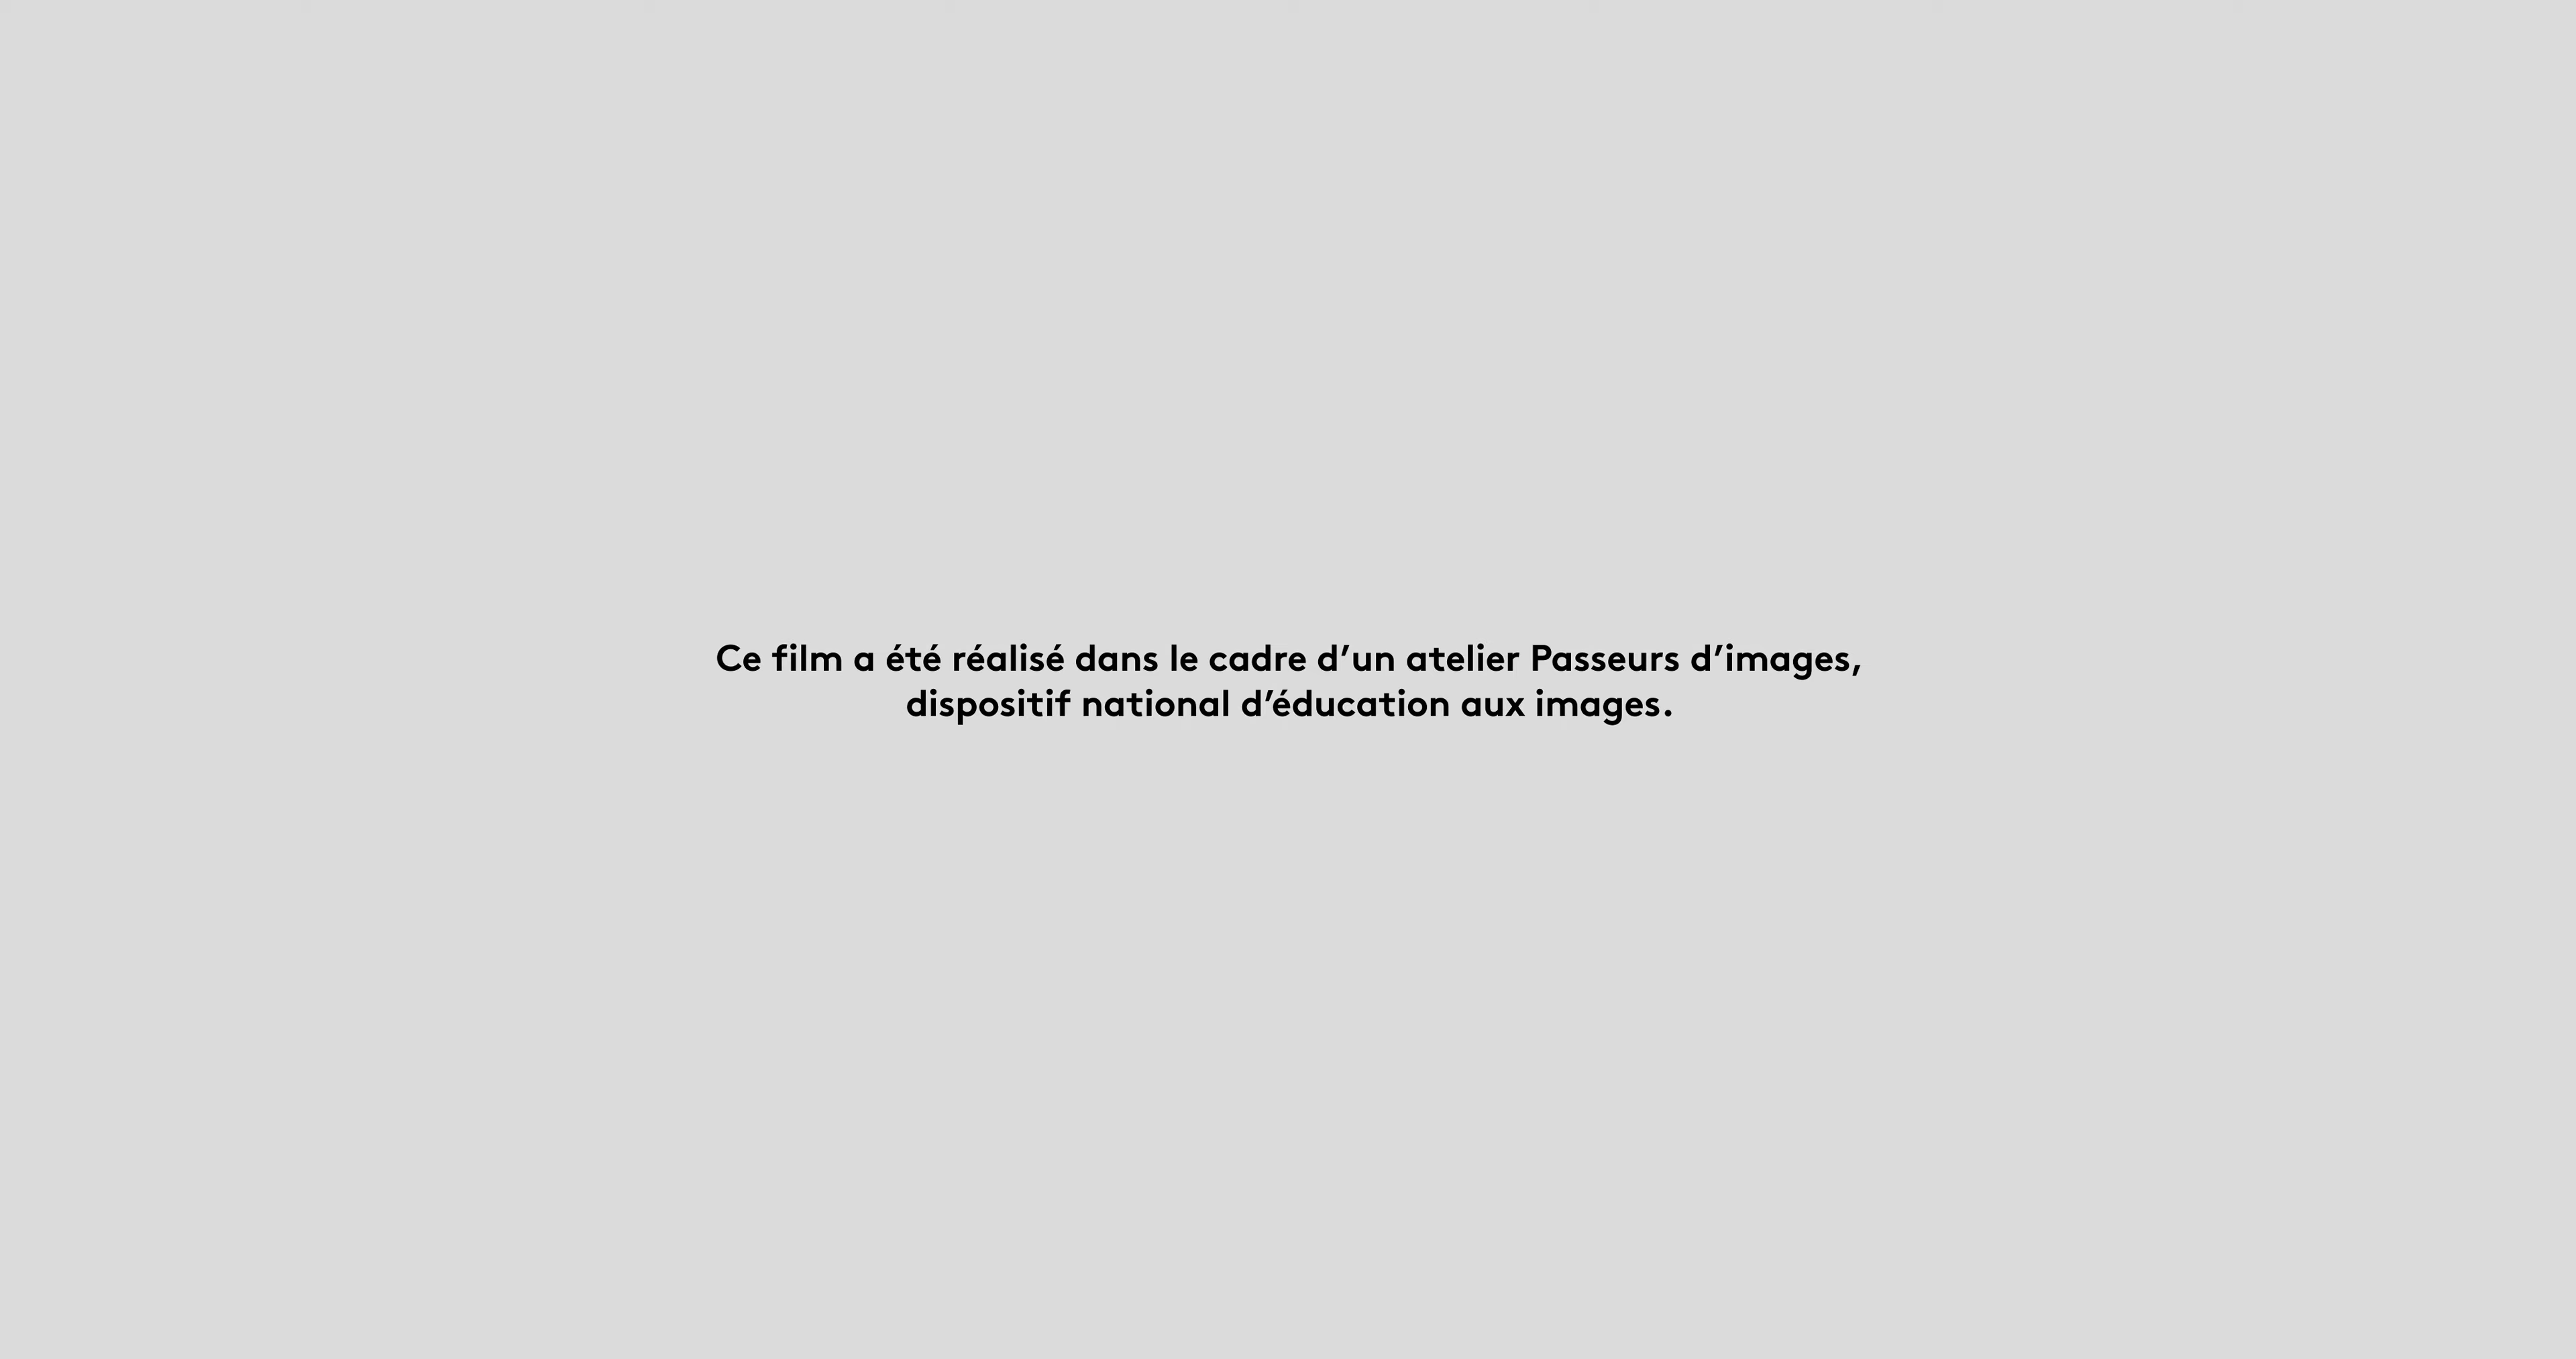 Ce film a été réalisé dans le cadre d’un atelier Passeurs d’images,
dispositif national d’éducation aux images.